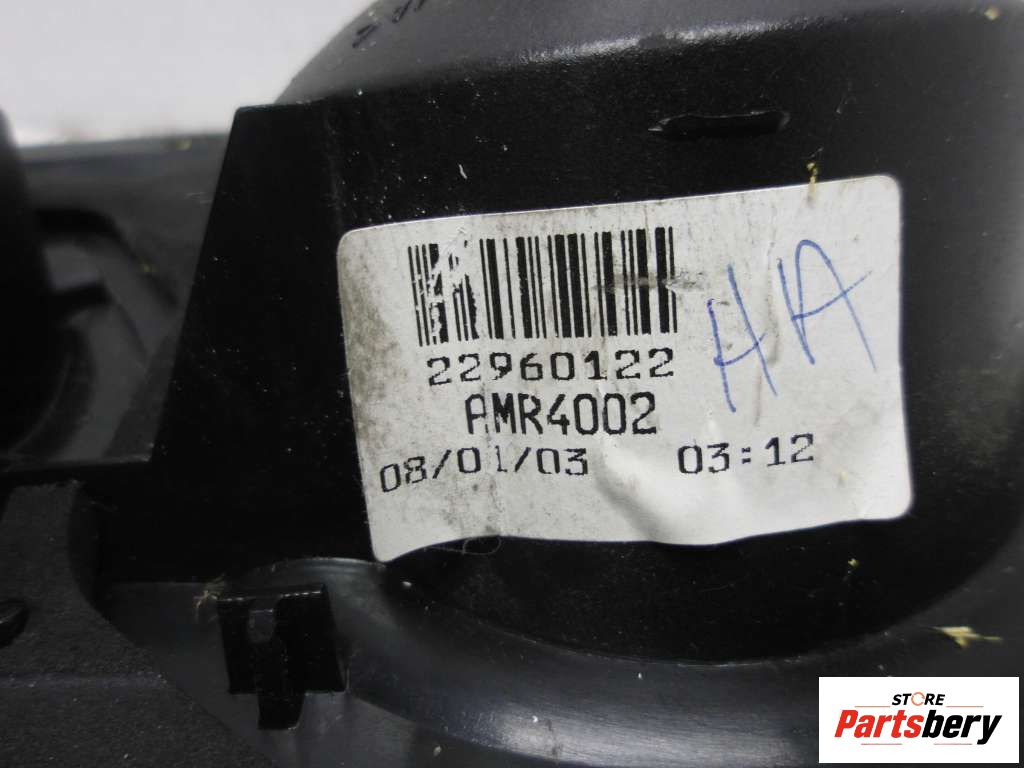 22960122
AMR4002
08/01/03 03:12
HA
STORE
Partsbery